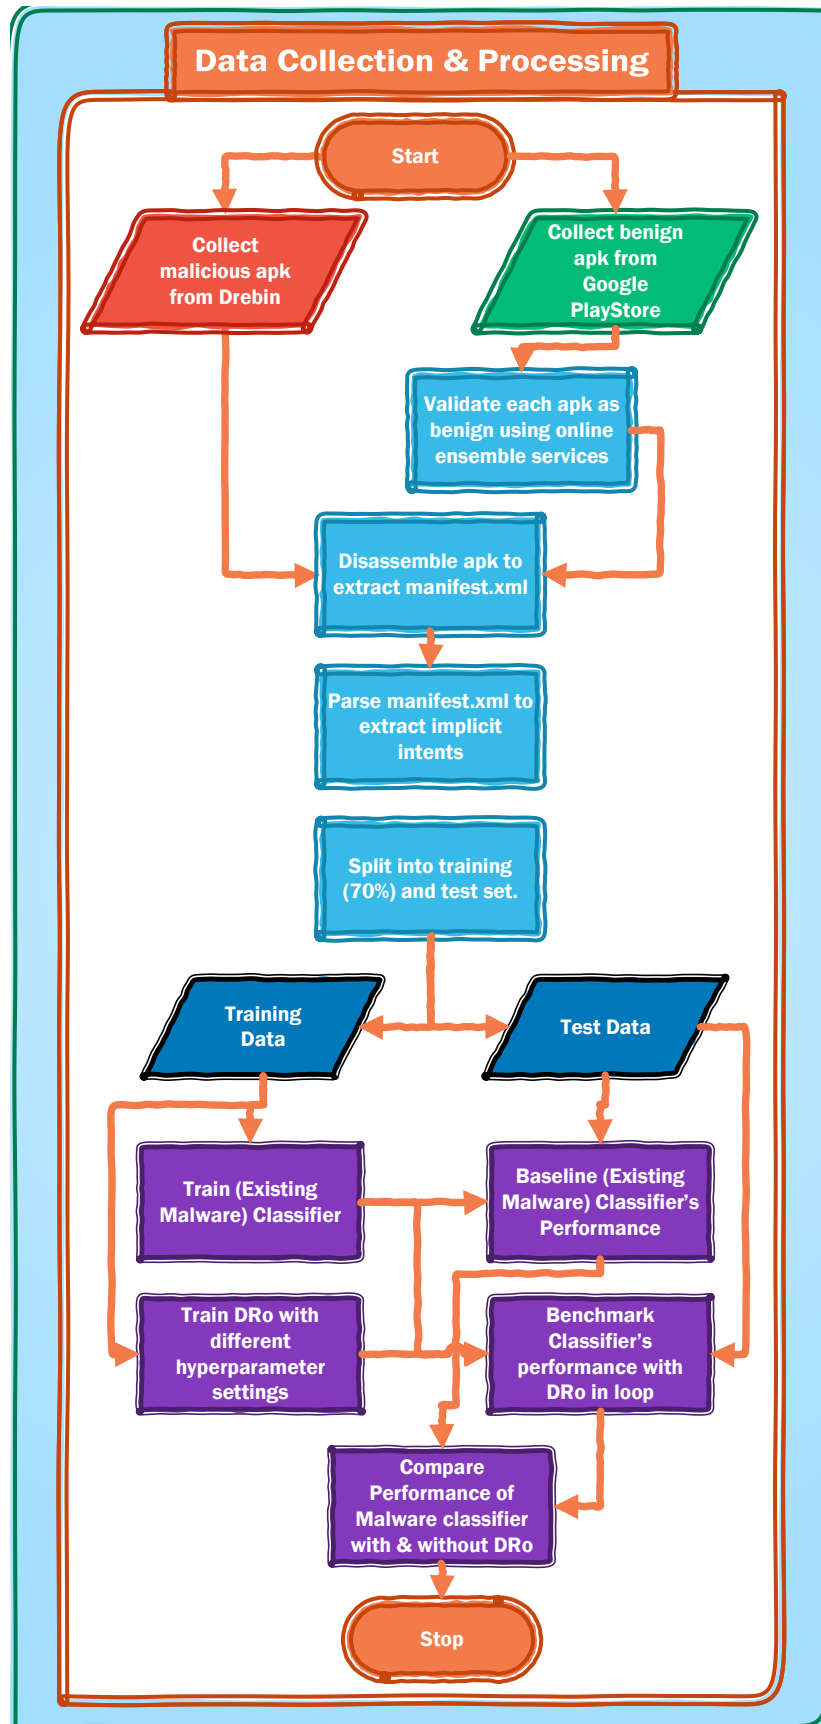 Data Collection & Processing
Start
Collect
malicious apk
from Drebin
Collect benign
apk from
Google
PlayStore
Validate each apk as
benign using online
ensemble services
Disassemble apk to
extract manifest.xml
Parse manifest.xml to
extract implicit
intents
Split into training
(70%) and test set.
Training
Data
Test Data
Train (Existing
Malware) Classifier
Baseline (Existing
Malware) Classifier's
Performance
Train DRo with
different
hyperparameter
settings
Benchmark
Classifier's
performance with
DRo in loop
Compare
Performance of
Malware classifier
with & without DRo
Stop